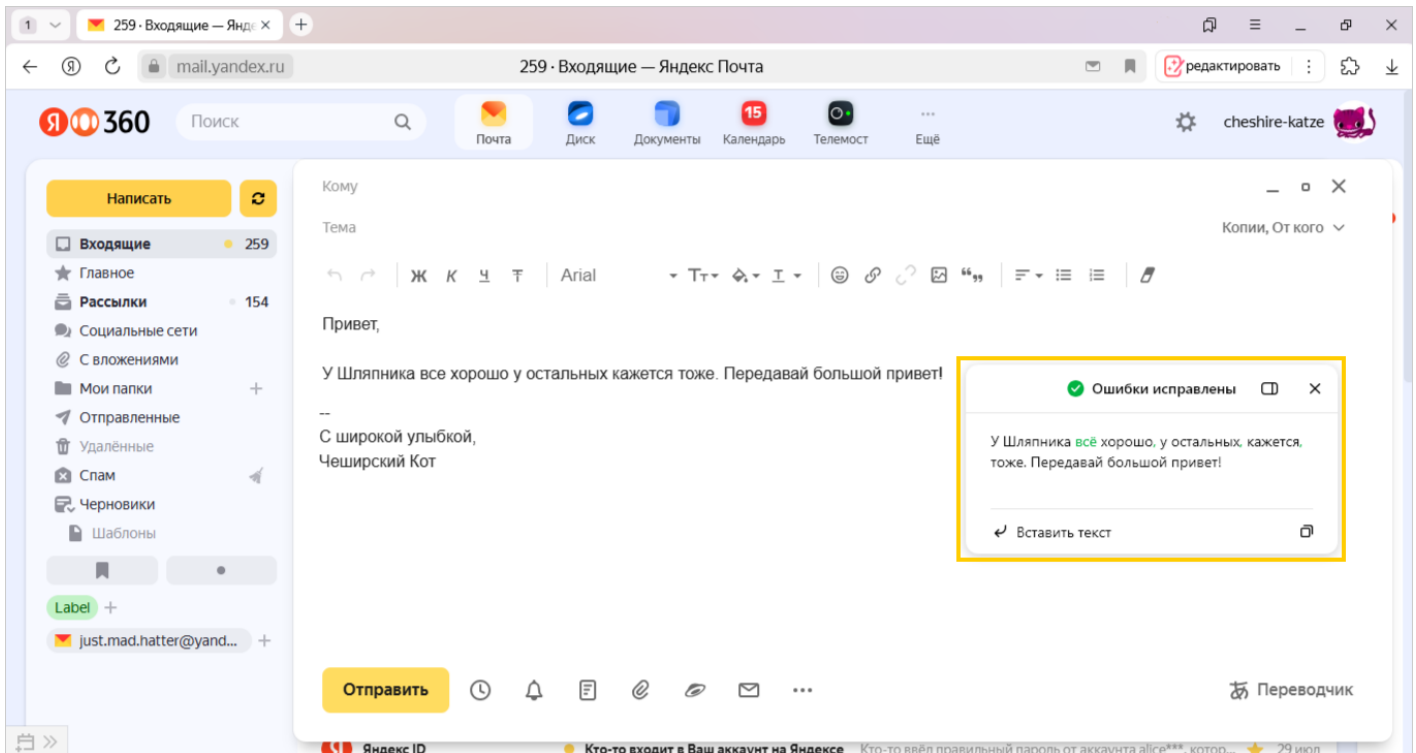 1
259 · Входящие — Янде
mail.yandex.ru
259 · Входящие — Яндекс Почта
редактировать
Я 360
Поиск
Почта
Диск
Документы
15
Календарь
Телемост
Ещё
cheshire-katze
Написать
Входящие 259
Главное
Рассылки 154
Социальные сети
С вложениями
Мои папки
Отправленные
Удалённые
Спам
Черновики
Шаблоны
Label
just.mad.hatter@yand...
Кому
Тема
Копии, От кого
Ж К Ч Т Arial Тт Т
Привет,
У Шляпника все хорошо у остальных кажется тоже. Передавай большой привет!
--
С широкой улыбкой,
Чеширский Кот
Ошибки исправлены
У Шляпника всё хорошо, у остальных, кажется,
тоже. Передавай большой привет!
Вставить текст
Отправить
あ Переводчик
Яндекс ID
Кто-то входит в Ваш аккаунт на Яндексе Кто-то ввёл правильный пароль от аккаунта alice***, котор... 29 июл